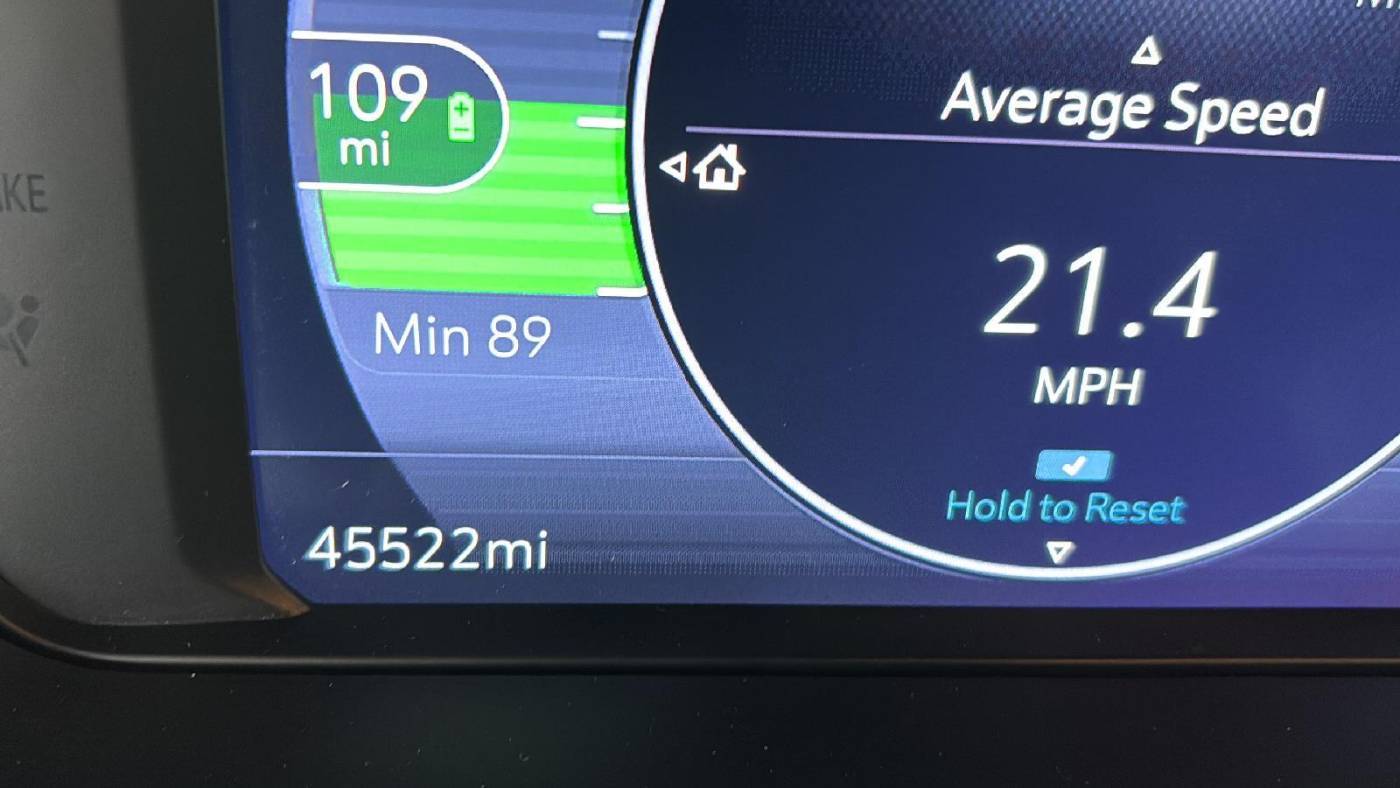 109
mi
Min 89
45522mi
Average Speed
21.4
MPH
Hold to Reset